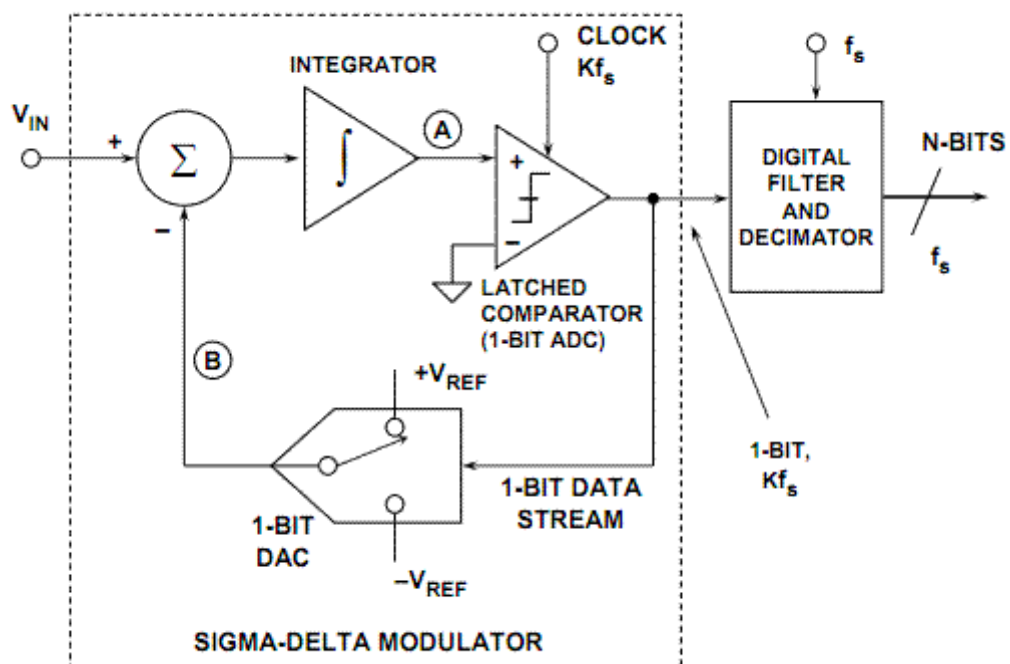 CLOCK
Kfs
fs
INTEGRATOR
VIN
+
Σ
−
∫
A
+
−
DIGITAL
FILTER
AND
DECIMATOR
N-BITS
fs
LATCHED
COMPARATOR
(1-BIT ADC)
B
+VREF
1-BIT,
Kfs
1-BIT DATA
STREAM
1-BIT
DAC
–VREF
SIGMA-DELTA MODULATOR